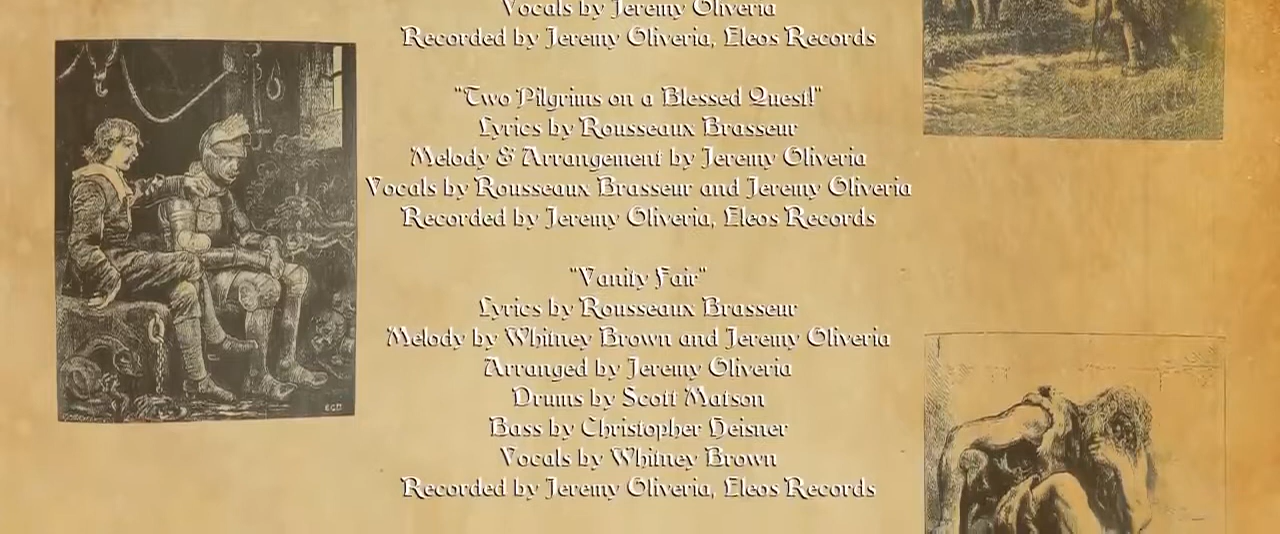 Vocals by Jeremy Oliveria
Recorded by Jeremy Oliveria, Eleos Records
"Two Pilgrims on a Blessed Quest!"
Lyrics by Rousseaux Brasseur
Melody & Arrangement by Jeremy Oliveria
Vocals by Rousseaux Brasseur and Jeremy Oliveria
Recorded by Jeremy Oliveria, Eleos Records
"Vanity Fair"
Lyrics by Rousseaux Brasseur
Melody by Whitney Brown and Jeremy Oliveria
Arranged by Jeremy Oliveria
Drums by Scott Matson
Bass by Christopher Heisner
Vocals by Whitney Brown
Recorded by Jeremy Oliveria, Eleos Records